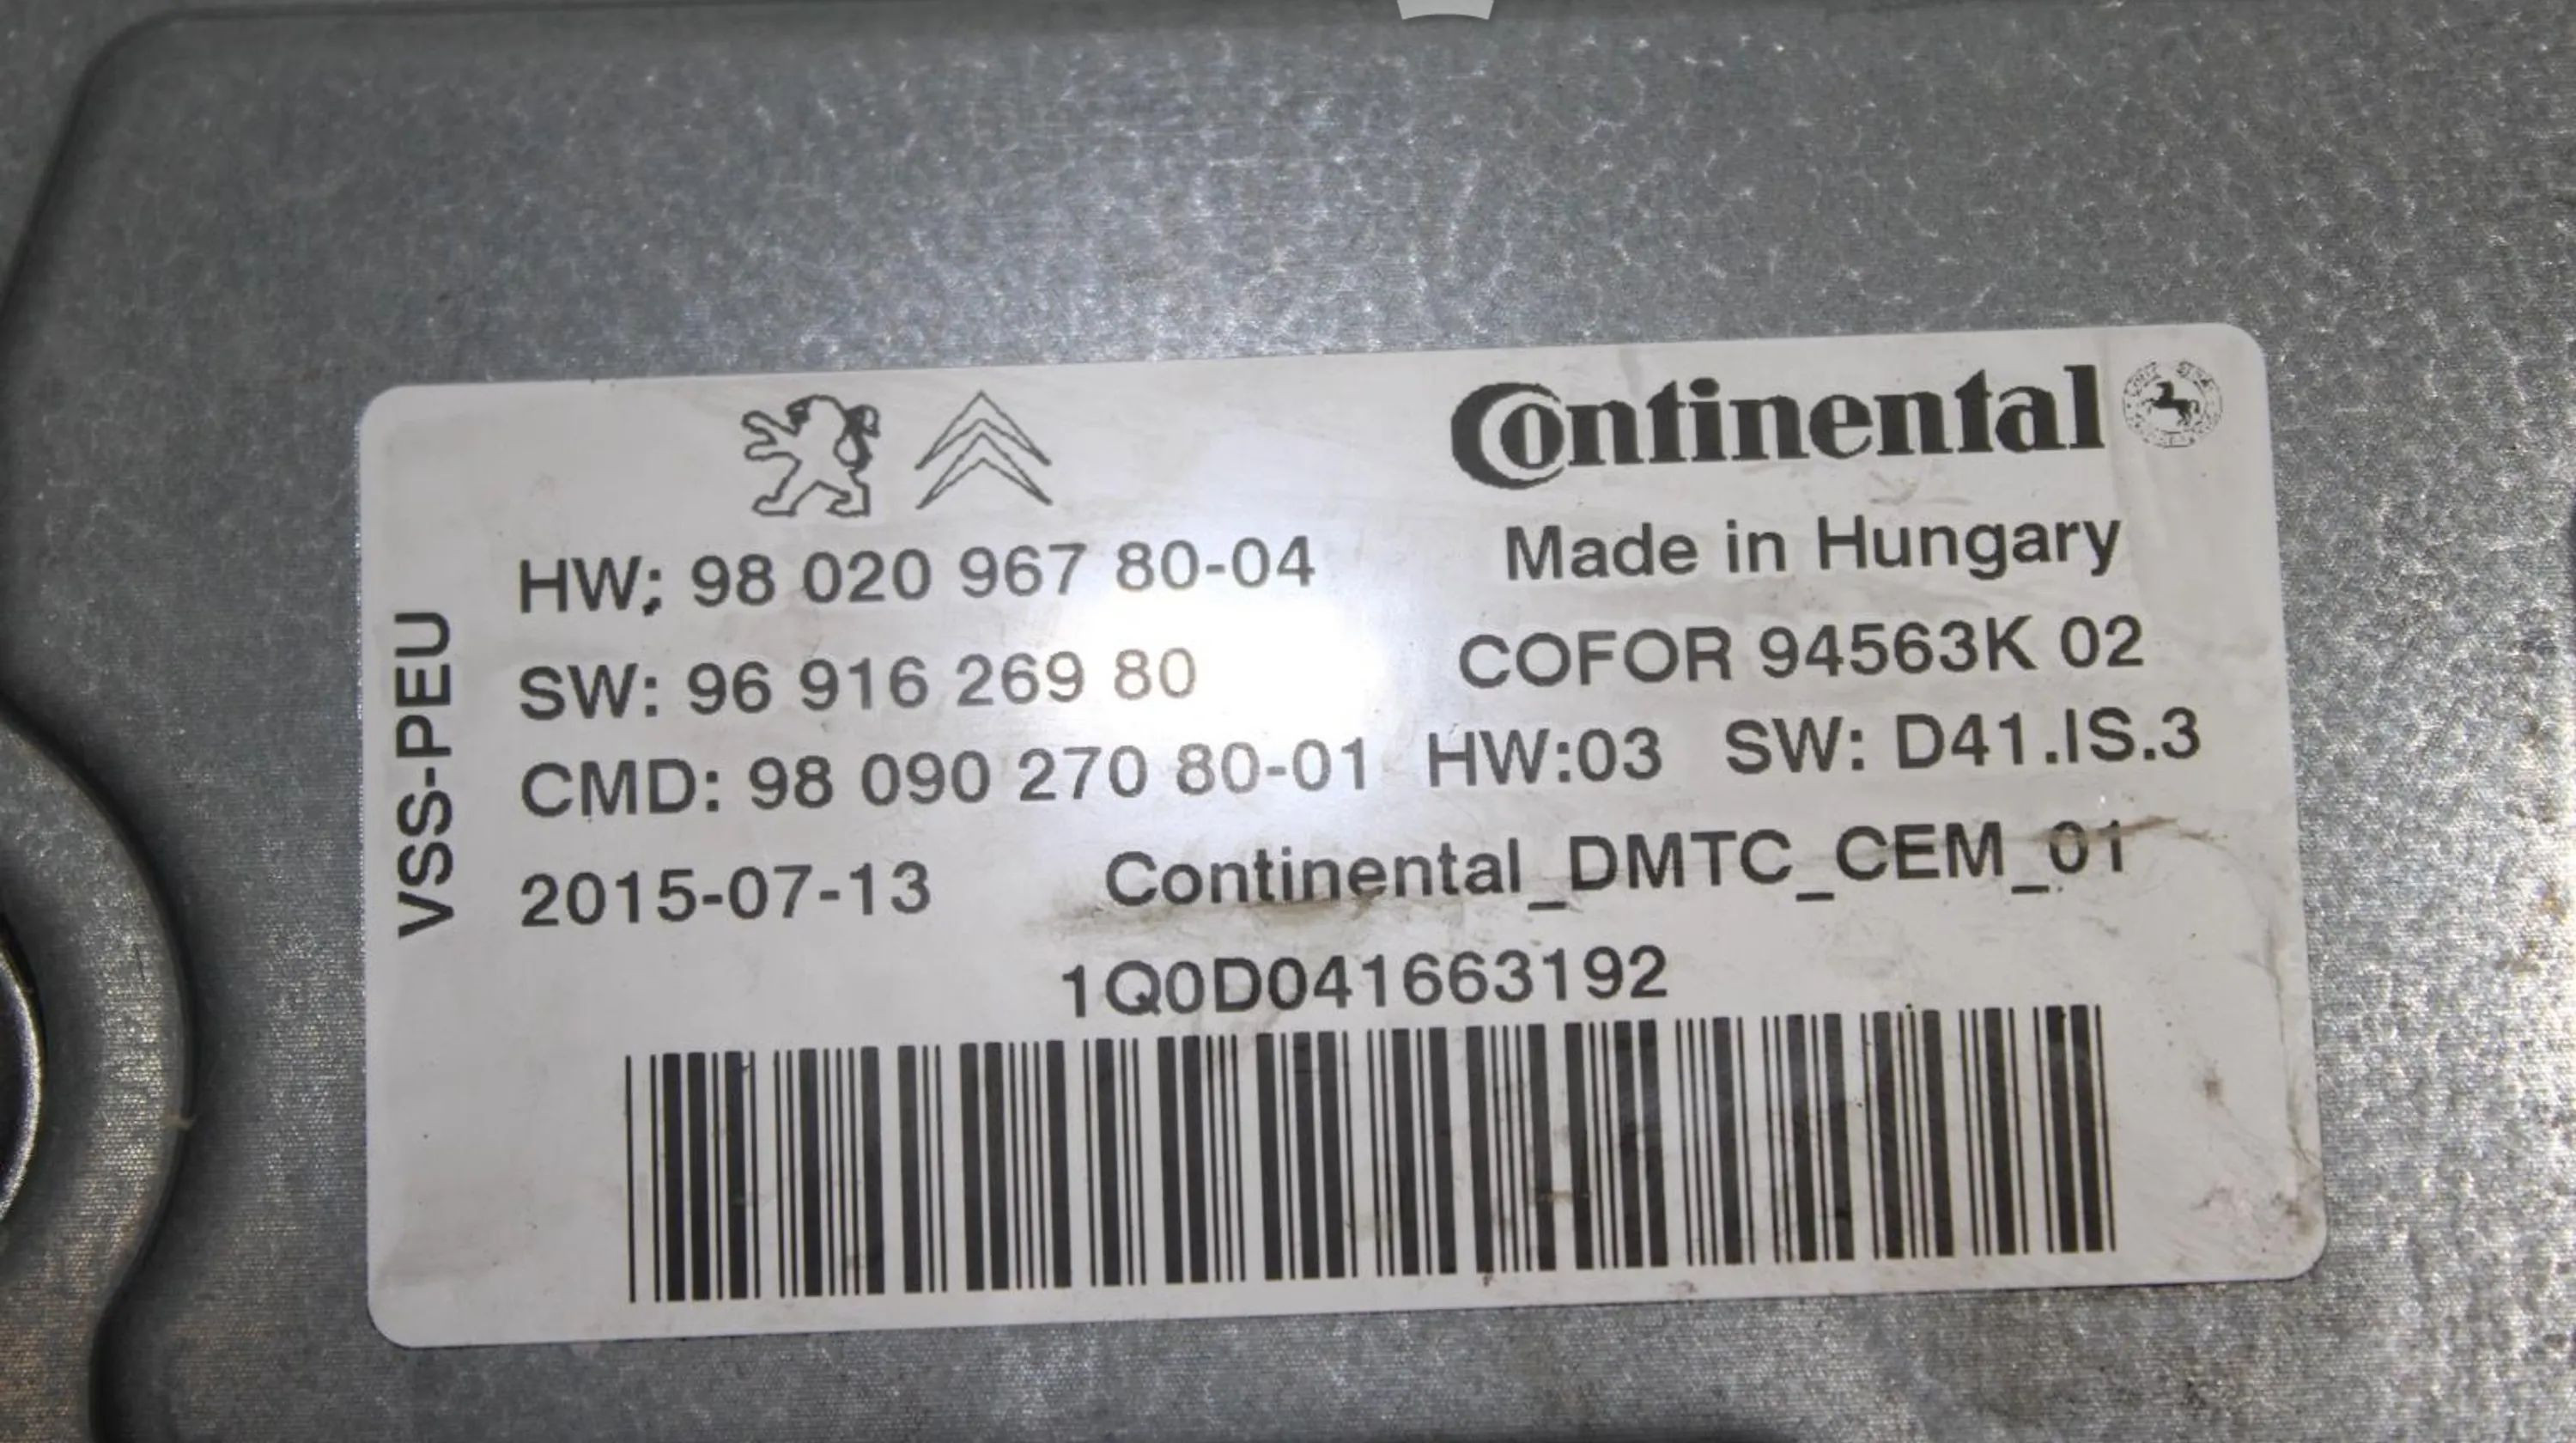 Continental
Made in Hungary
HW: 98 020 967 80-04
COFOR 94563K 02
SW: 96 916 269 80
CMD: 98 090 270 80-01 HW:03 SW: D41.IS.3
2015-07-13 Continental_DMTC_CEM_01
1Q0D041663192
VSS-PEU